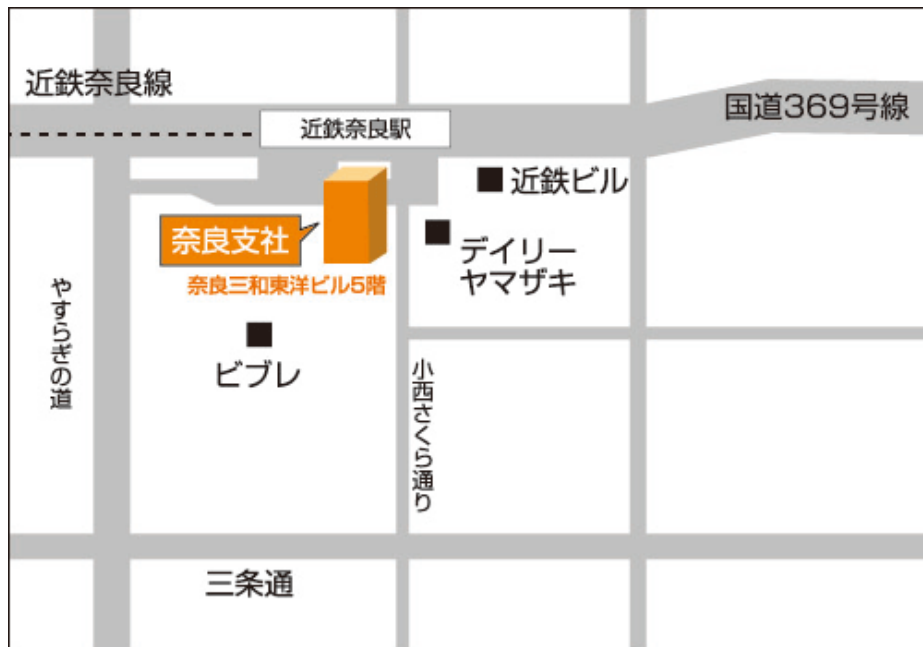 近鉄奈良線
国道369号線
近鉄奈良駅
近鉄ビル
奈良支社
デイリー
ヤマザキ
奈良三和東洋ビル5階
やすらぎの道
ビブレ
小西さくら通り
三条通